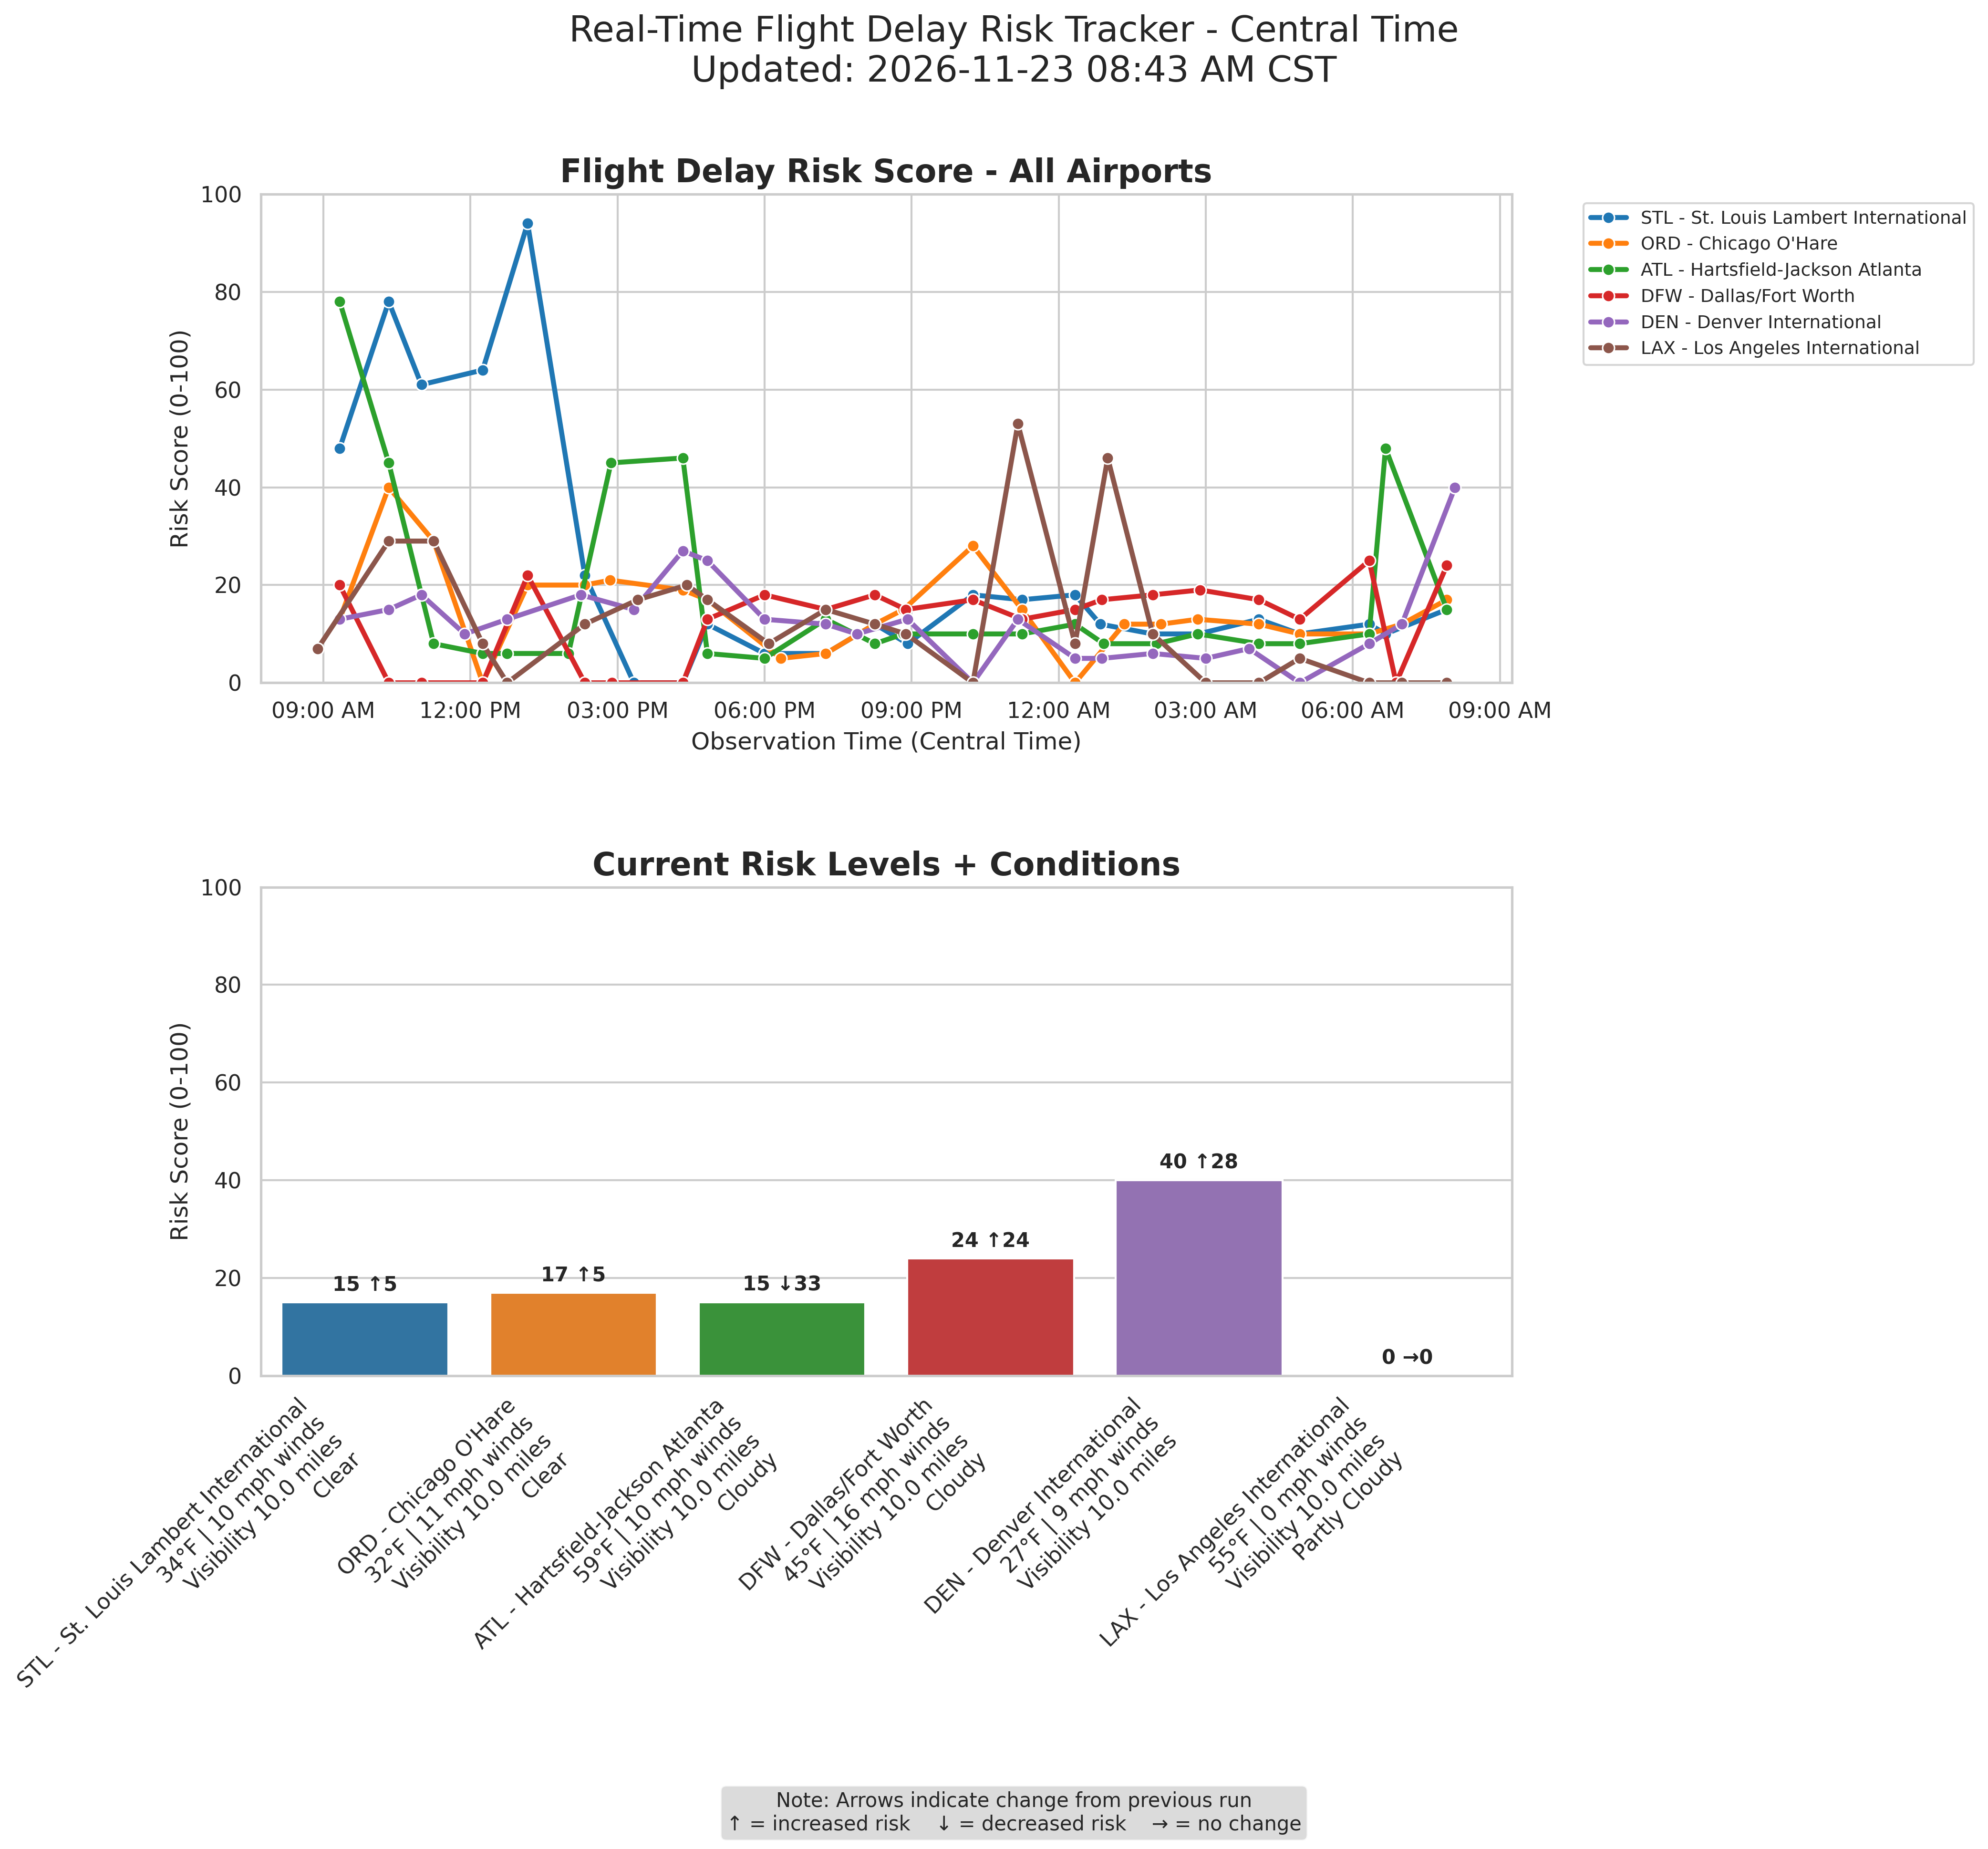 Real-Time Flight Delay Risk Tracker - Central Time
Updated: 2026-11-23 08:43 AM CST
Flight Delay Risk Score - All Airports
Risk Score (0-100)
100
80
60
40
20
0
09:00 AM
12:00 PM
03:00 PM
06:00 PM
09:00 PM
12:00 AM
03:00 AM
06:00 AM
09:00 AM
Observation Time (Central Time)
STL - St. Louis Lambert International
ORD - Chicago O'Hare
ATL - Hartsfield-Jackson Atlanta
DFW - Dallas/Fort Worth
DEN - Denver International
LAX - Los Angeles International
Current Risk Levels + Conditions
Risk Score (0-100)
100
80
60
40
20
0
15 ↑5
17 ↑5
15 ↓33
24 ↑24
40 ↑28
0 →0
STL - St. Louis Lambert International
34°F | 10 mph winds
Visibility 10.0 miles
Clear
ORD - Chicago O'Hare
32°F | 11 mph winds
Visibility 10.0 miles
Clear
ATL - Hartsfield-Jackson Atlanta
59°F | 10 mph winds
Visibility 10.0 miles
Cloudy
DFW - Dallas/Fort Worth
45°F | 16 mph winds
Visibility 10.0 miles
Cloudy
DEN - Denver International
27°F | 9 mph winds
Visibility 10.0 miles
LAX - Los Angeles International
55°F | 0 mph winds
Visibility 10.0 miles
Partly Cloudy
Note: Arrows indicate change from previous run
↑ = increased risk ↓ = decreased risk → = no change